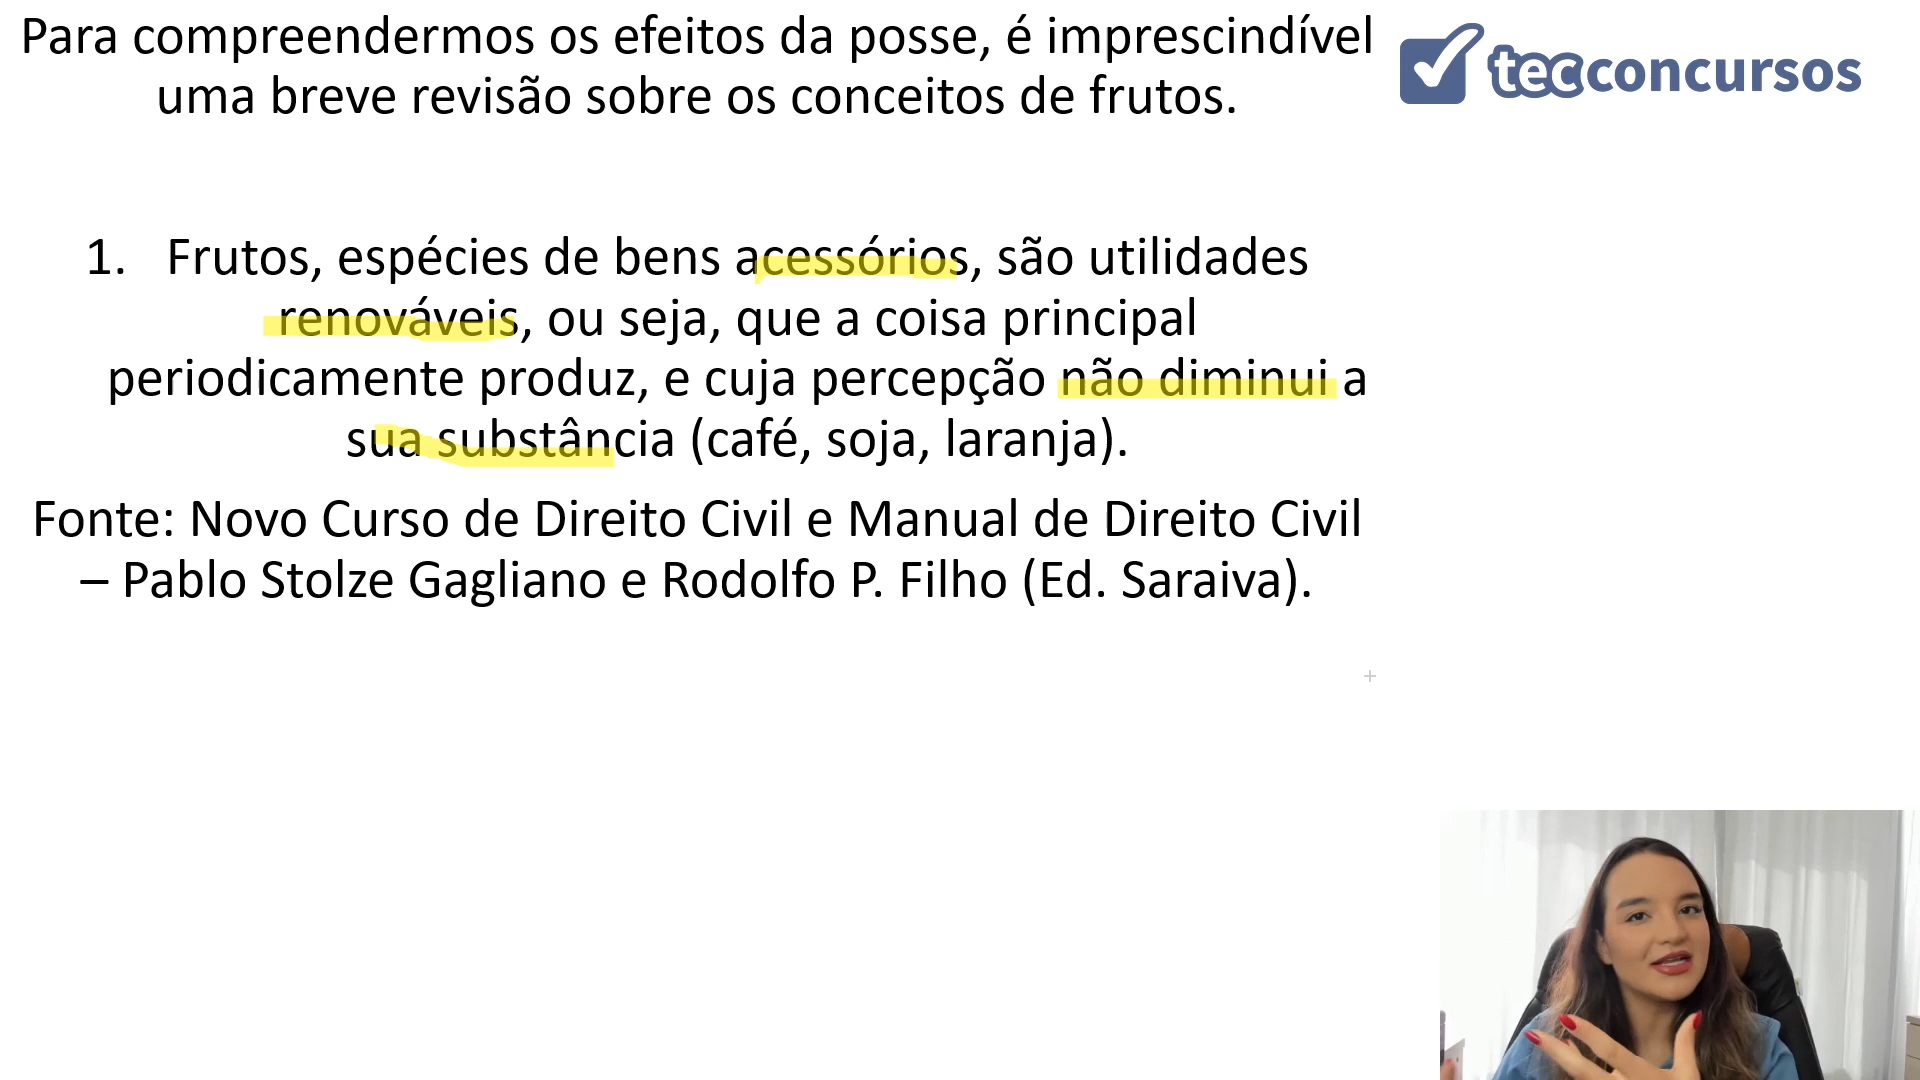 Para compreendermos os efeitos da posse, é imprescindível
uma breve revisão sobre os conceitos de frutos.
tecconcursos
1. Frutos, espécies de bens acessórios, são utilidades
renováveis, ou seja, que a coisa principal
periodicamente produz, e cuja percepção não diminui a
sua substância (café, soja, laranja).
Fonte: Novo Curso de Direito Civil e Manual de Direito Civil
– Pablo Stolze Gagliano e Rodolfo P. Filho (Ed. Saraiva).